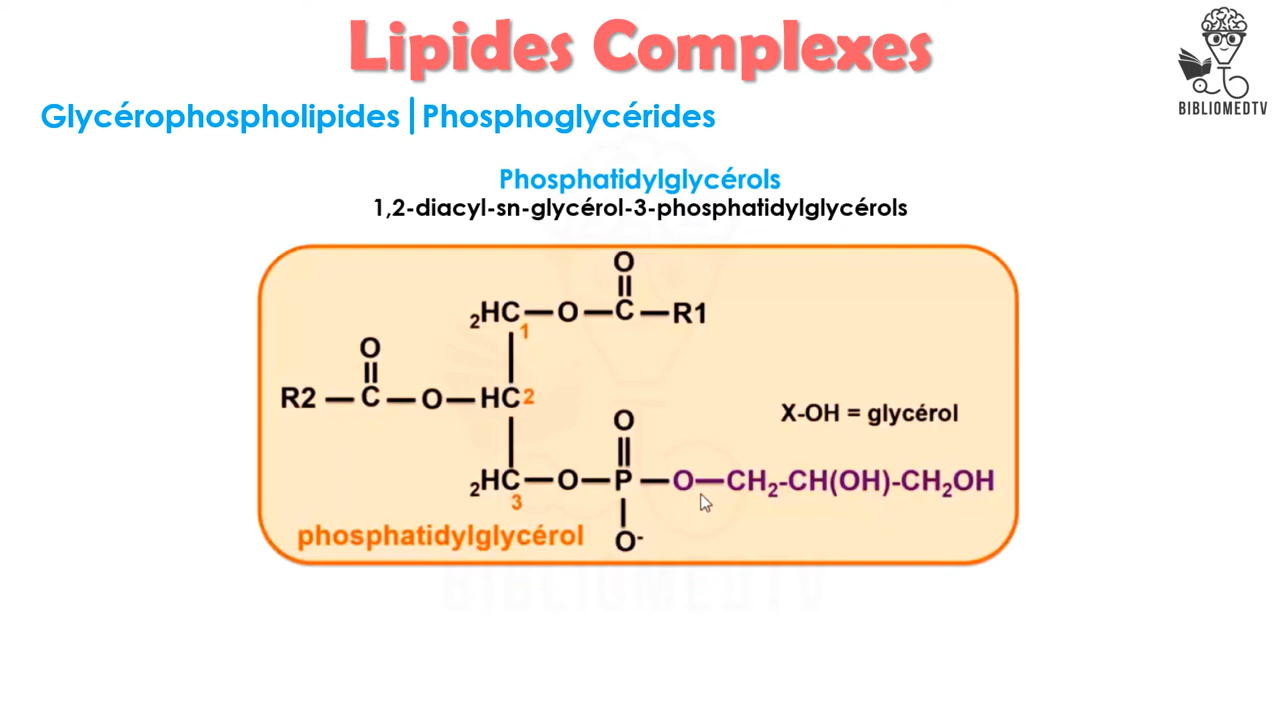 Lipides Complexes
BIBLIOMEDTV
Glycérophospholipides|Phosphoglycérides
Phosphatidylglycérols
1,2-diacyl-sn-glycérol-3-phosphatidylglycérols
O
₂HC—O—C—R1
1
O
R2—C—O—HC 2
O
X-OH = glycérol
₂HC—O—P—O—CH₂-CH(OH)-CH₂OH
3
phosphatidylglycérol
O-
BIBLIOMEDTV